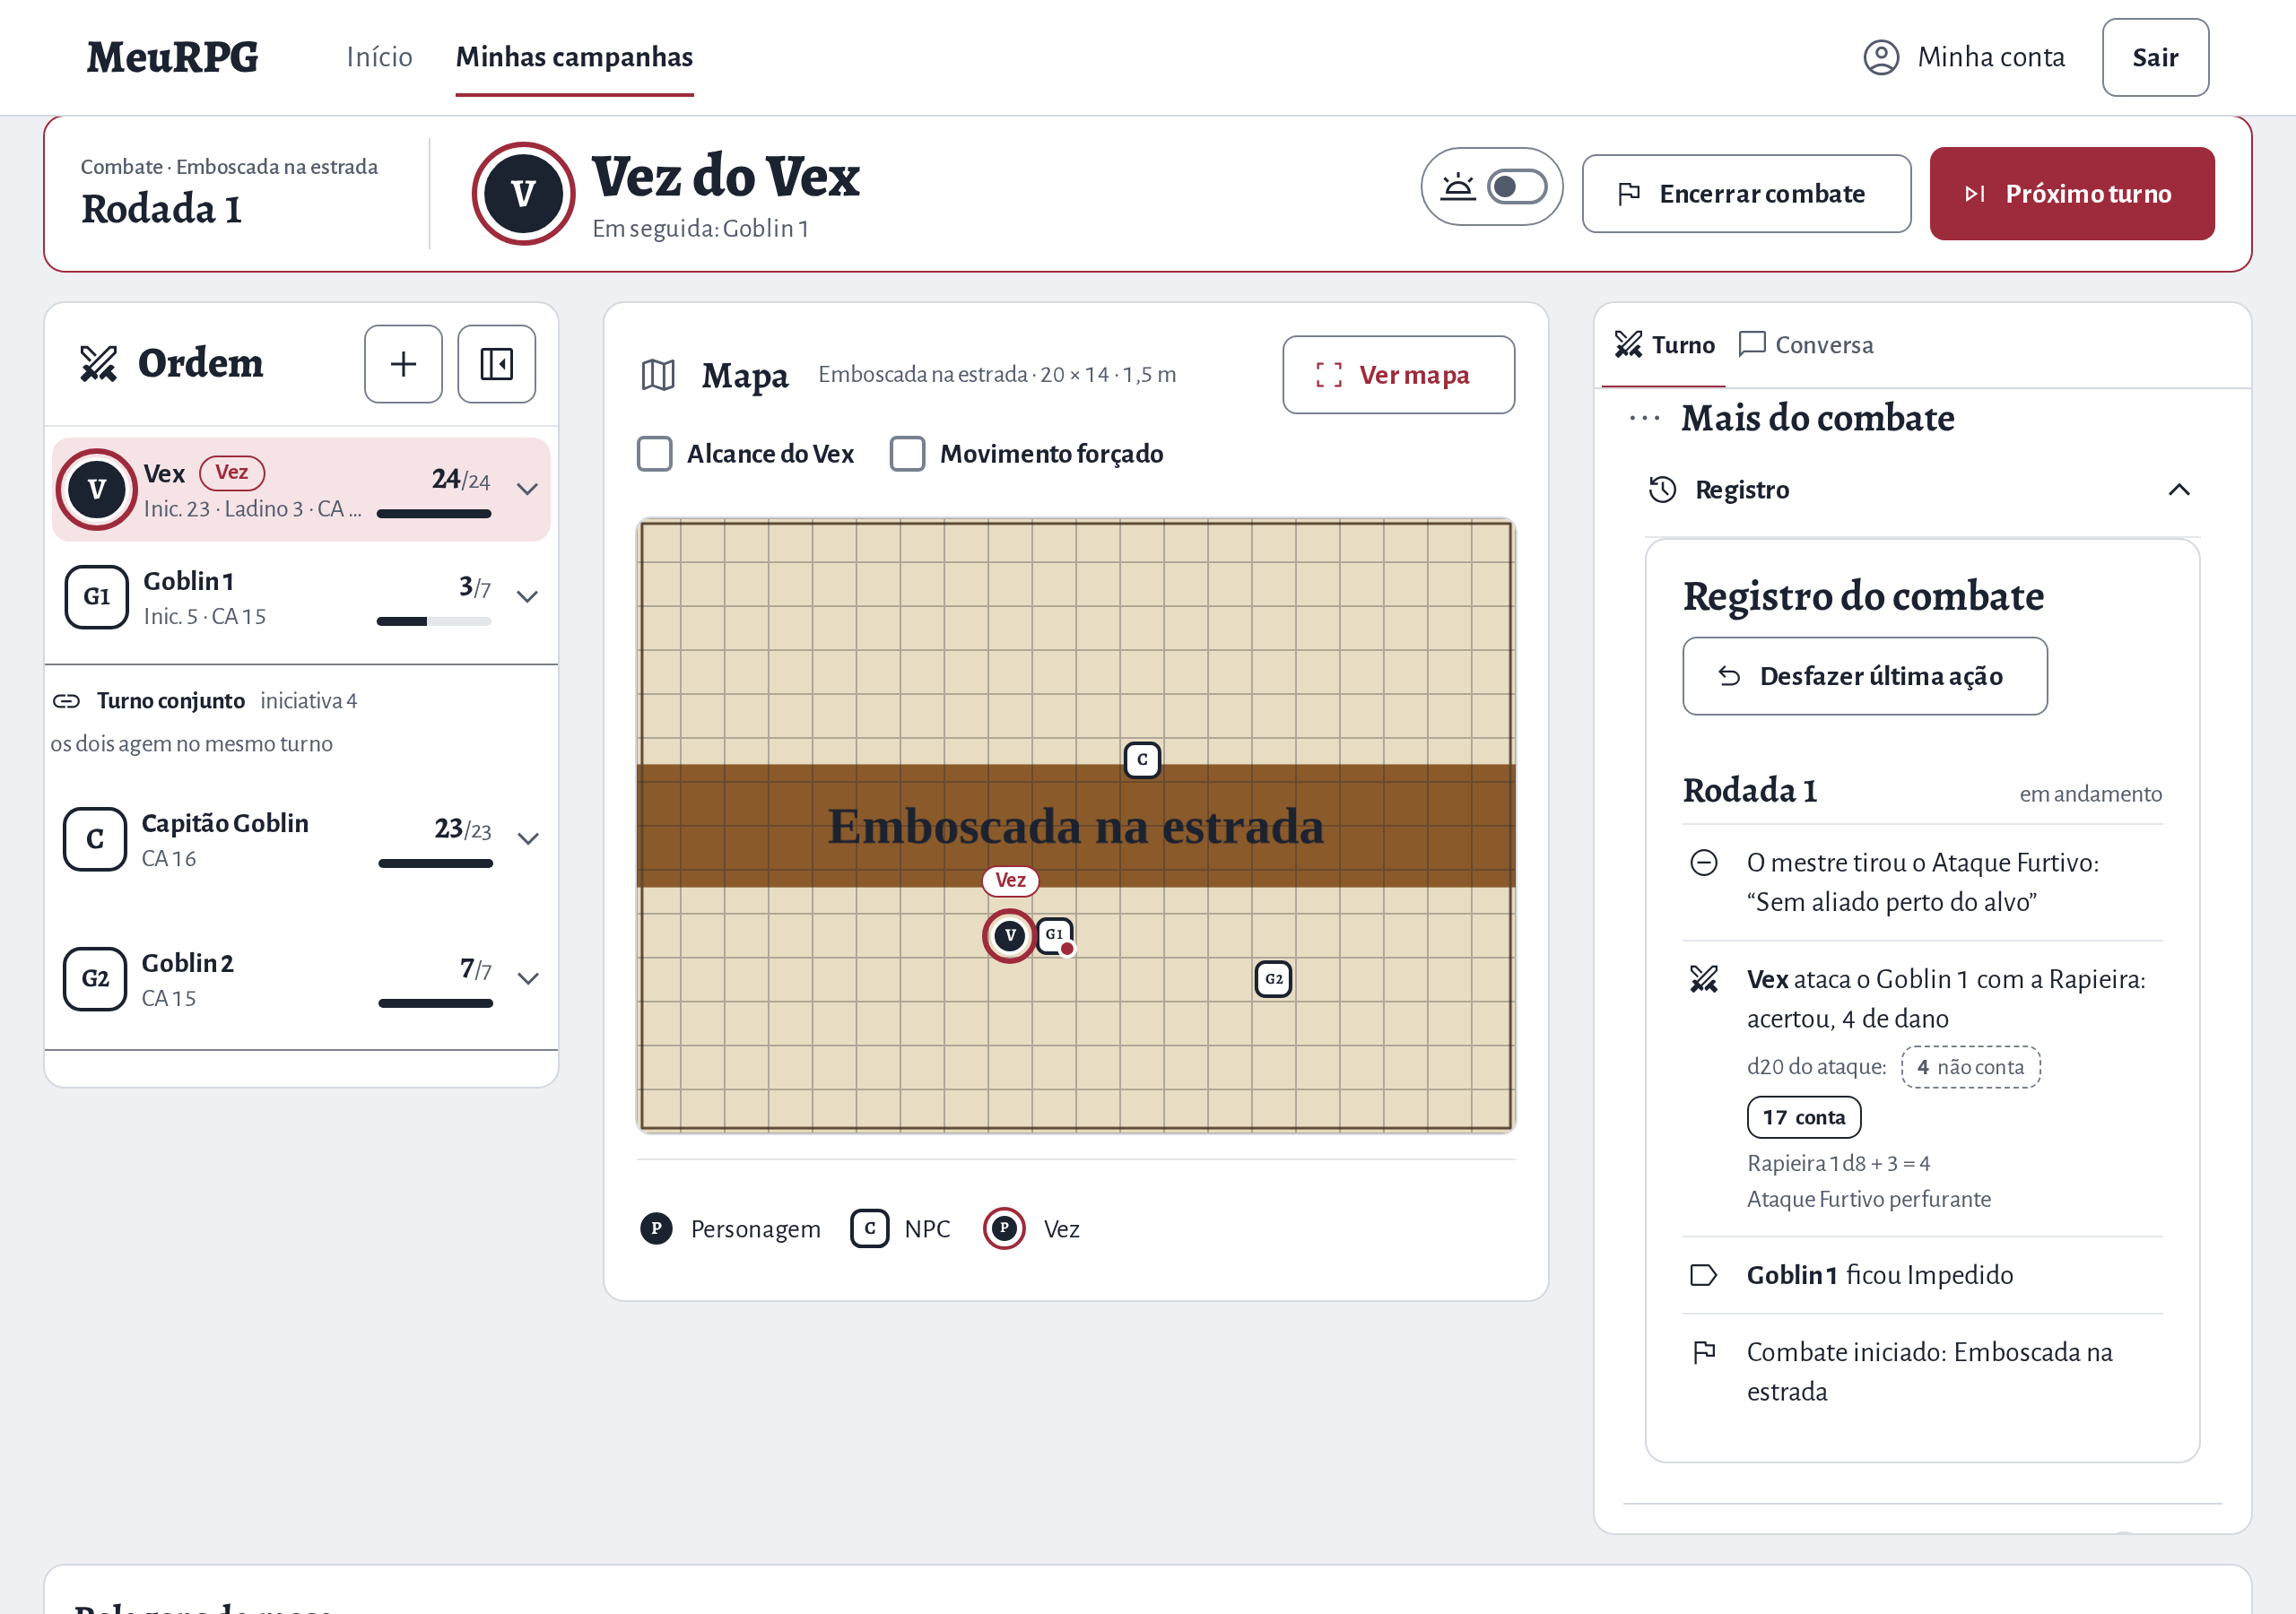 MeuRPG
Início
Minhas campanhas
Minha conta
Sair
Combate · Emboscada na estrada
Rodada 1
V
Vez do Vex
Em seguida: Goblin 1
Encerrar combate
Próximo turno
Ordem
V
Vex
Vez
24/24
Inic. 23 · Ladino 3 · CA ...
G1
Goblin 1
3/7
Inic. 5 · CA 15
Turno conjunto
iniciativa 4
os dois agem no mesmo turno
C
Capitão Goblin
23/23
CA 16
G2
Goblin 2
7/7
CA 15
Mapa
Emboscada na estrada · 20 × 14 · 1,5 m
Ver mapa
Alcance do Vex
Movimento forçado
C
Emboscada na estrada
Vez
V
G1
G2
P
Personagem
C
NPC
P
Vez
Turno
Conversa
Mais do combate
Registro
Registro do combate
Desfazer última ação
Rodada 1
em andamento
O mestre tirou o Ataque Furtivo:
“Sem aliado perto do alvo”
Vex ataca o Goblin 1 com a Rapieira:
acertou, 4 de dano
d20 do ataque:
4 não conta
17 conta
Rapieira 1d8 + 3 = 4
Ataque Furtivo perfurante
Goblin 1 ficou Impedido
Combate iniciado: Emboscada na
estrada